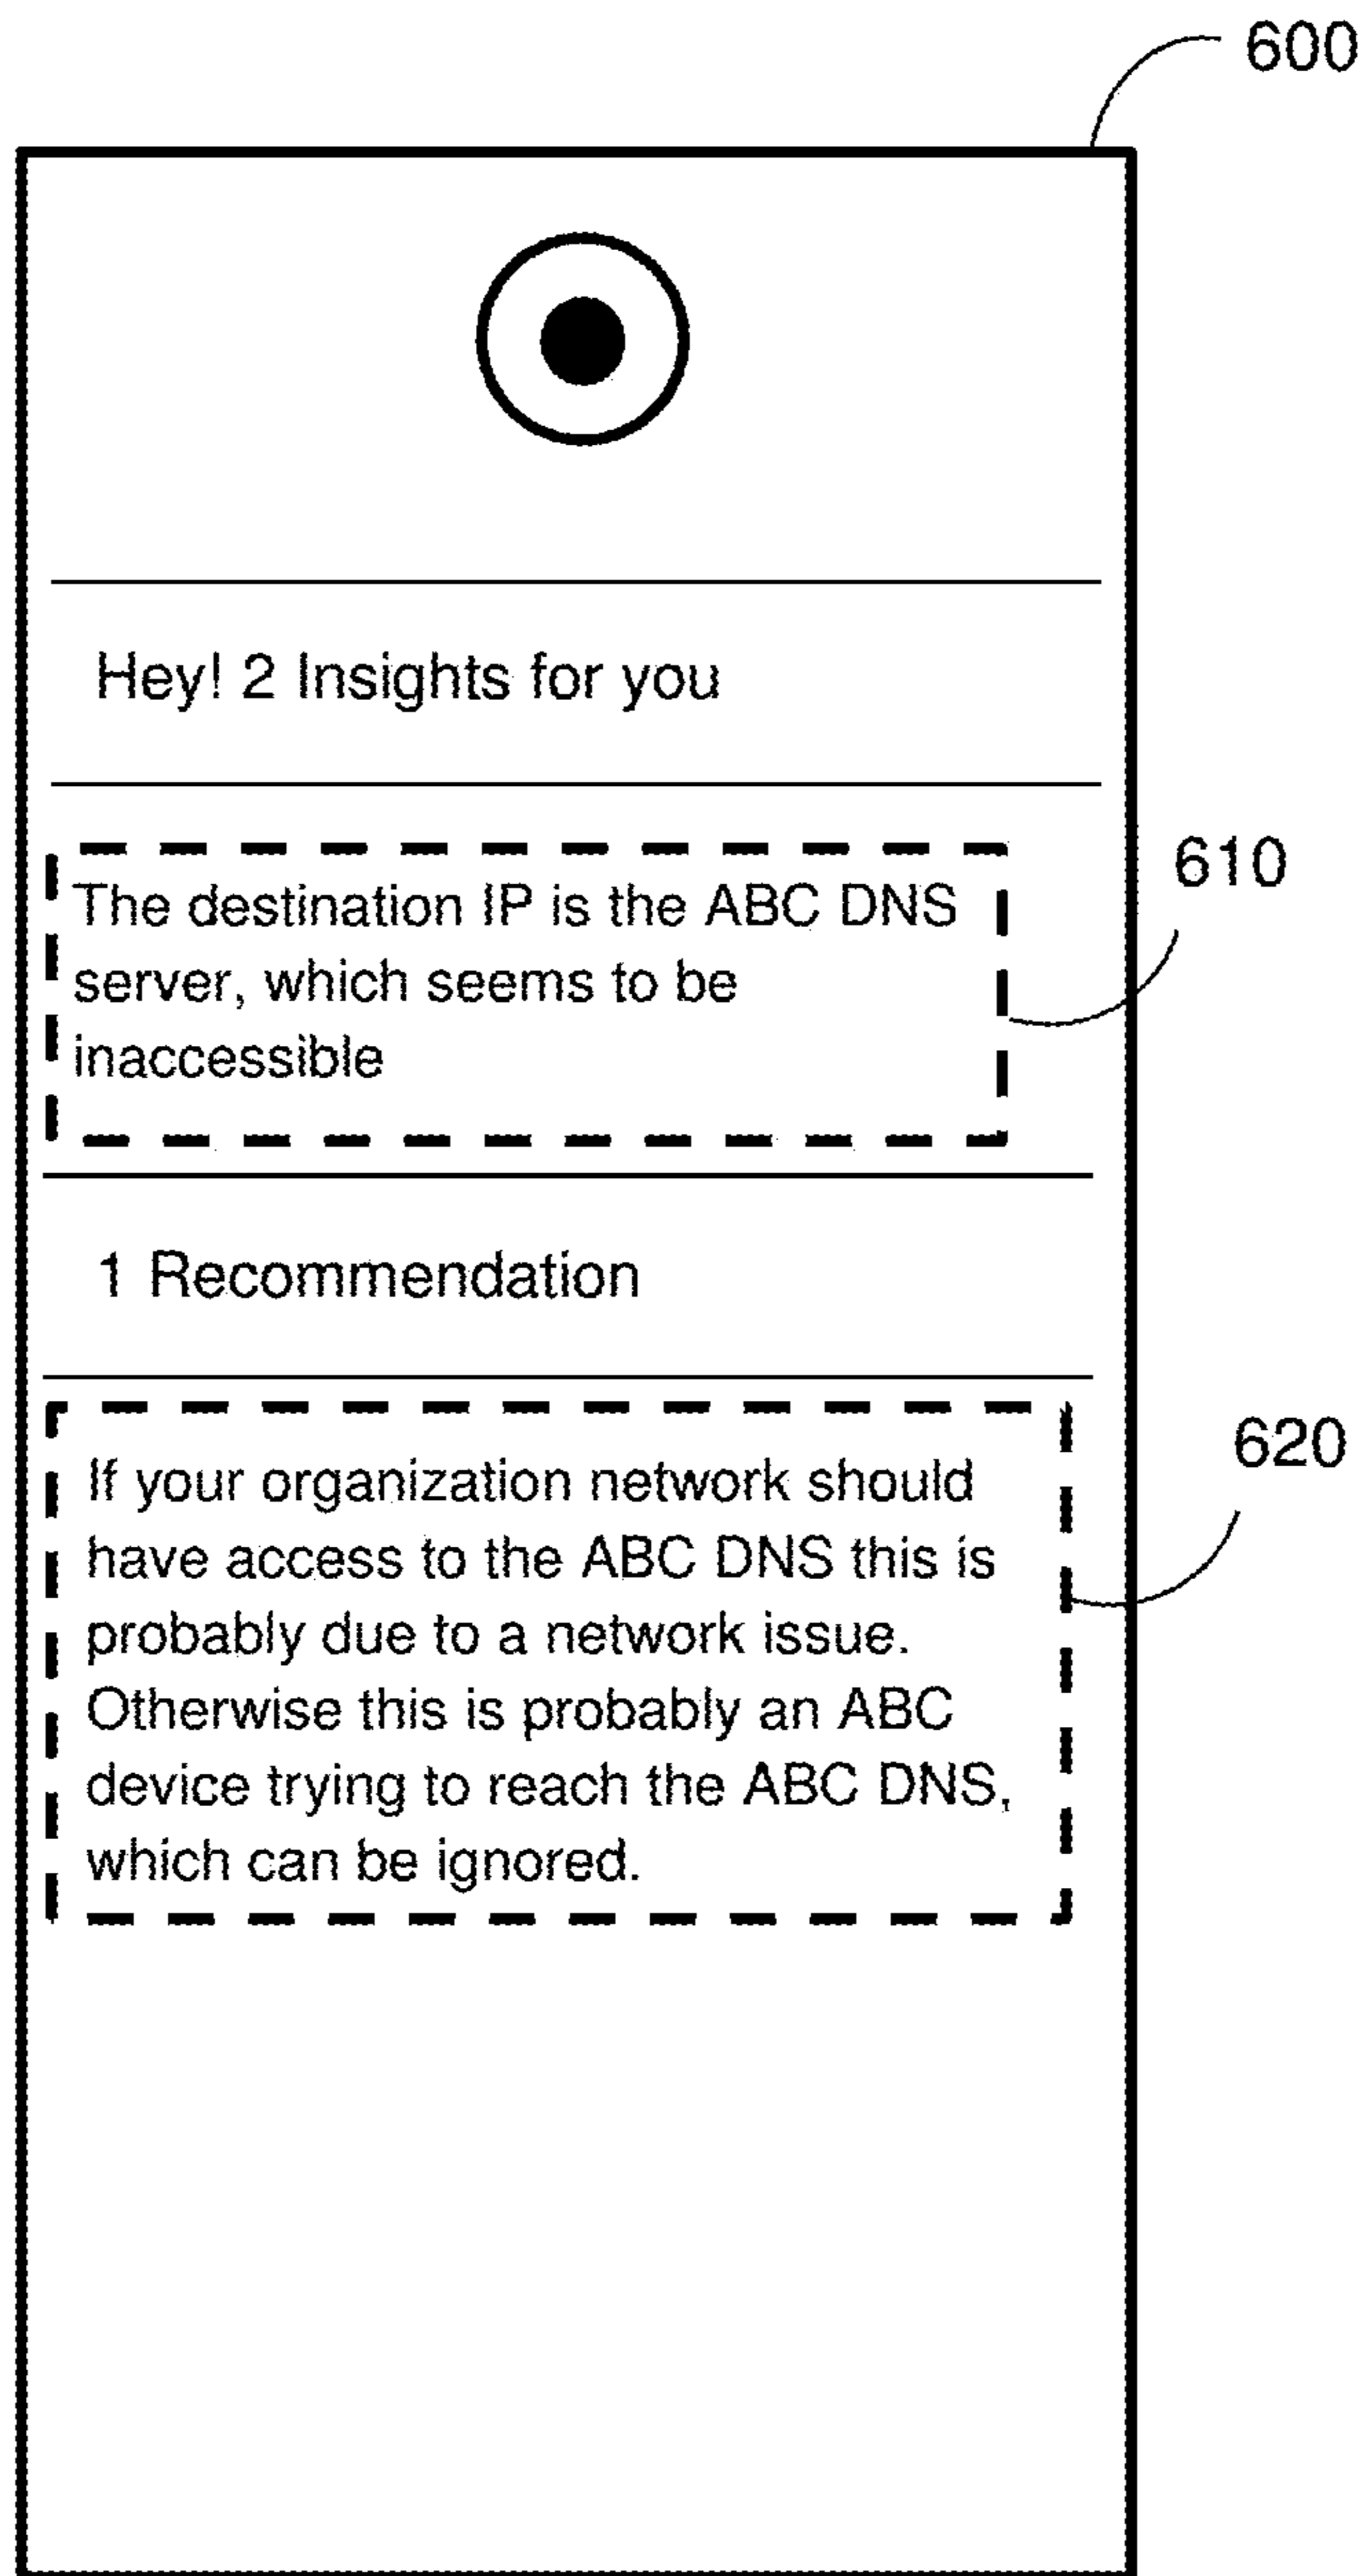 600
Hey! 2 Insights for you
610
The destination IP is the ABC DNS
server, which seems to be
inaccessible
1 Recommendation
620
If your organization network should
have access to the ABC DNS this is
probably due to a network issue.
Otherwise this is probably an ABC
device trying to reach the ABC DNS,
which can be ignored.